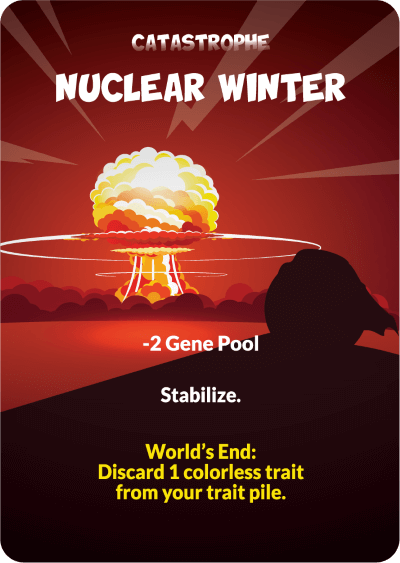 CATASTROPHE
NUCLEAR WINTER
-2 Gene Pool
Stabilize.
World's End:
Discard 1 colorless trait
from your trait pile.